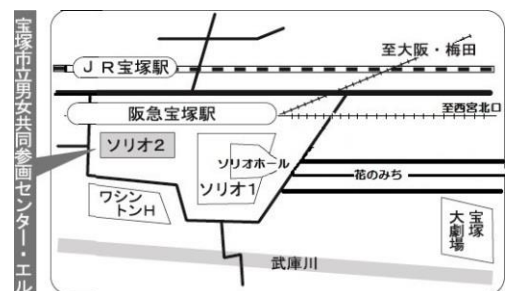 宝塚市立男女共同参画センター・エル
至大阪・梅田
ＪＲ宝塚駅
阪急宝塚駅
至西宮北口
ソリオ2
ソリオホール
ソリオ1
花のみち
ワシン
トンH
宝塚
大劇場
武庫川